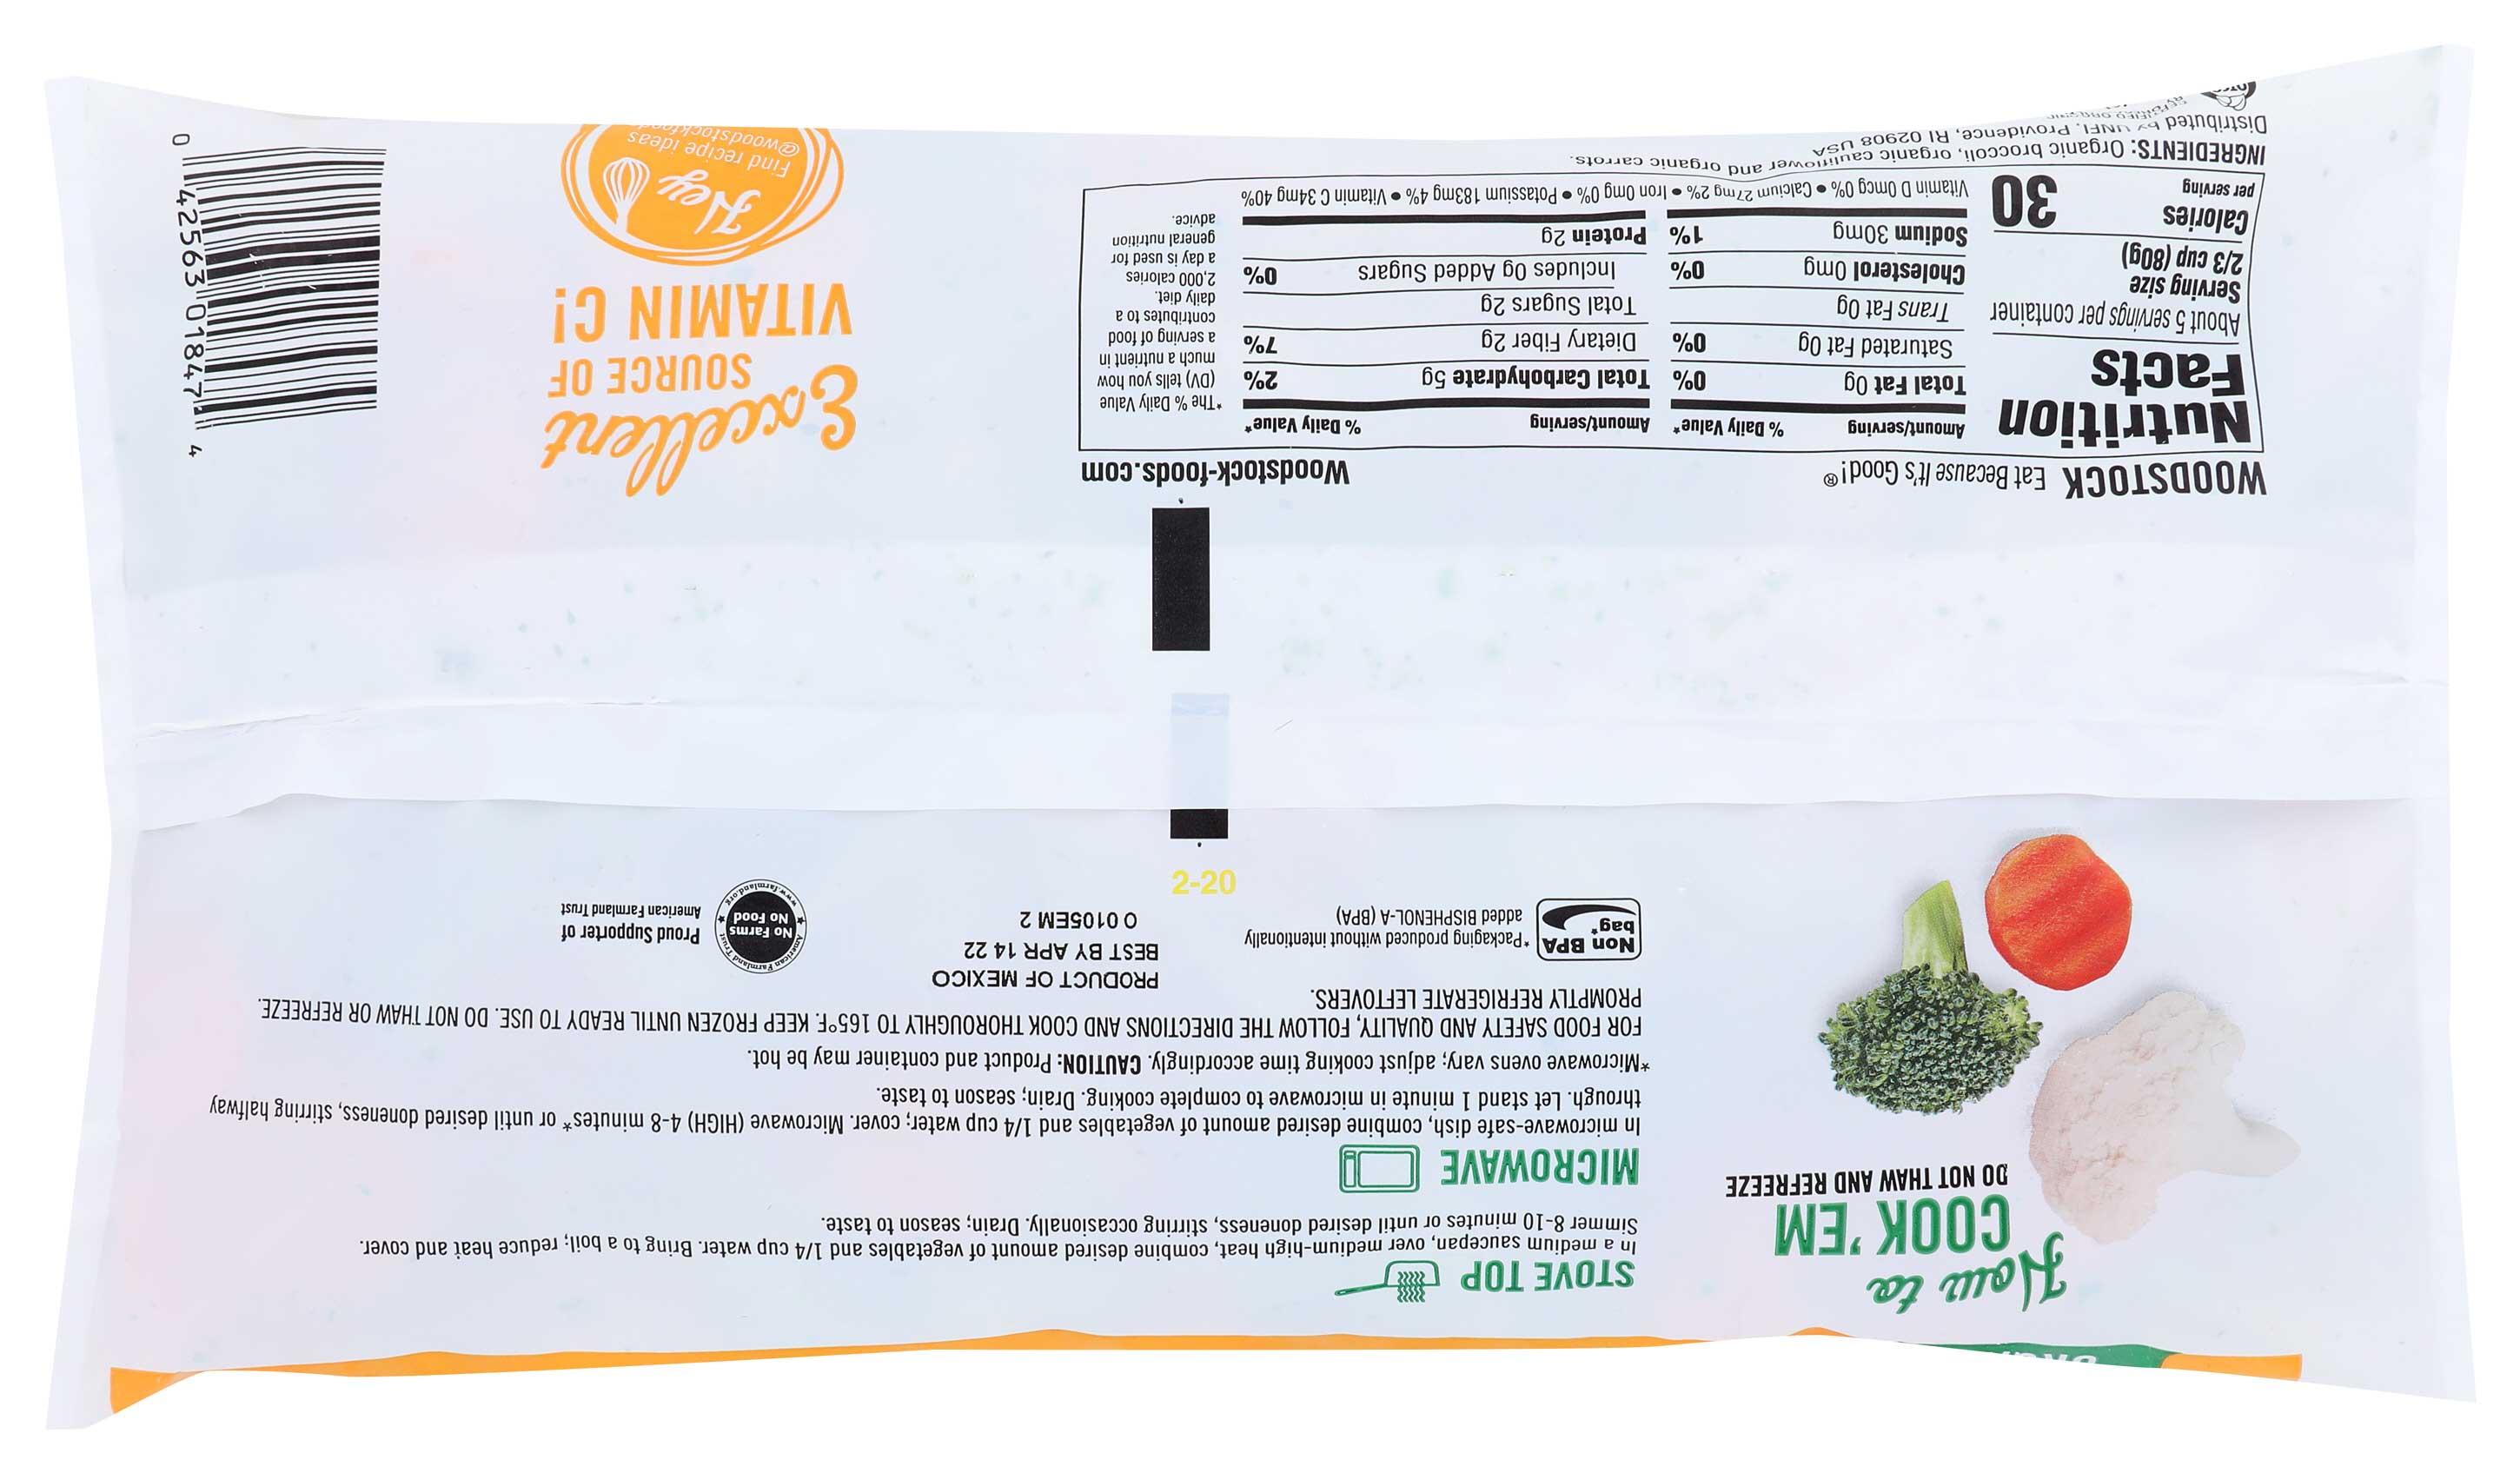 How to
COOK 'EM
DO NOT THAW AND REFREEZE
STOVE TOP
In a medium saucepan, over medium-high heat, combine desired amount of vegetables and 1/4 cup water. Bring to a boil; reduce heat and cover.
Simmer 8-10 minutes or until desired doneness, stirring occasionally. Drain; season to taste.
MICROWAVE
In microwave-safe dish, combine desired amount of vegetables and 1/4 cup water; cover. Microwave (HIGH) 4-8 minutes* or until desired doneness, stirring halfway
through. Let stand 1 minute in microwave to complete cooking. Drain; season to taste.
*Microwave ovens vary; adjust cooking time accordingly. CAUTION: Product and container may be hot.
FOR FOOD SAFETY AND QUALITY, FOLLOW THE DIRECTIONS AND COOK THOROUGHLY TO 165°F. KEEP FROZEN UNTIL READY TO USE. DO NOT THAW OR REFREEZE.
PROMPTLY REFRIGERATE LEFTOVERS.
Non BPA
bag*
*Packaging produced without intentionally
added BISPHENOL-A (BPA)
PRODUCT OF MEXICO
BEST BY APR 14 22
O 0105EM 2
American Farmland Trust
No Farms
No Food
www.farmland.org
Proud Supporter of
American Farmland Trust
2-20
WOODSTOCK Eat Because It's Good!®
Woodstock-foods.com
Nutrition
Facts
About 5 servings per container
Serving size
2/3 cup (80g)
Calories
per serving
30
Amount/serving % Daily Value*
Total Fat 0g 0%
Saturated Fat 0g 0%
Trans Fat 0g
Cholesterol 0mg 0%
Sodium 30mg 1%
Amount/serving % Daily Value*
Total Carbohydrate 5g 2%
Dietary Fiber 2g 7%
Total Sugars 2g
Includes 0g Added Sugars 0%
Protein 2g
Vitamin D 0mcg 0% • Calcium 27mg 2% • Iron 0mg 0% • Potassium 183mg 4% • Vitamin C 34mg 40%
*The % Daily Value
(DV) tells you how
much a nutrient in
a serving of food
contributes to a
daily diet.
2,000 calories
a day is used for
general nutrition
advice.
INGREDIENTS: Organic broccoli, organic cauliflower and organic carrots.
Distributed by UNFI, Providence, RI 02908 USA
Excellent
SOURCE OF
VITAMIN C!
Hey
Find recipe ideas
0 42563 01847 4